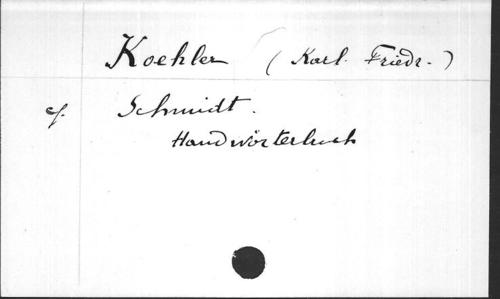 Koehler (Karl. Friedr.)
cf. Schmidt.
Handwörterbuch